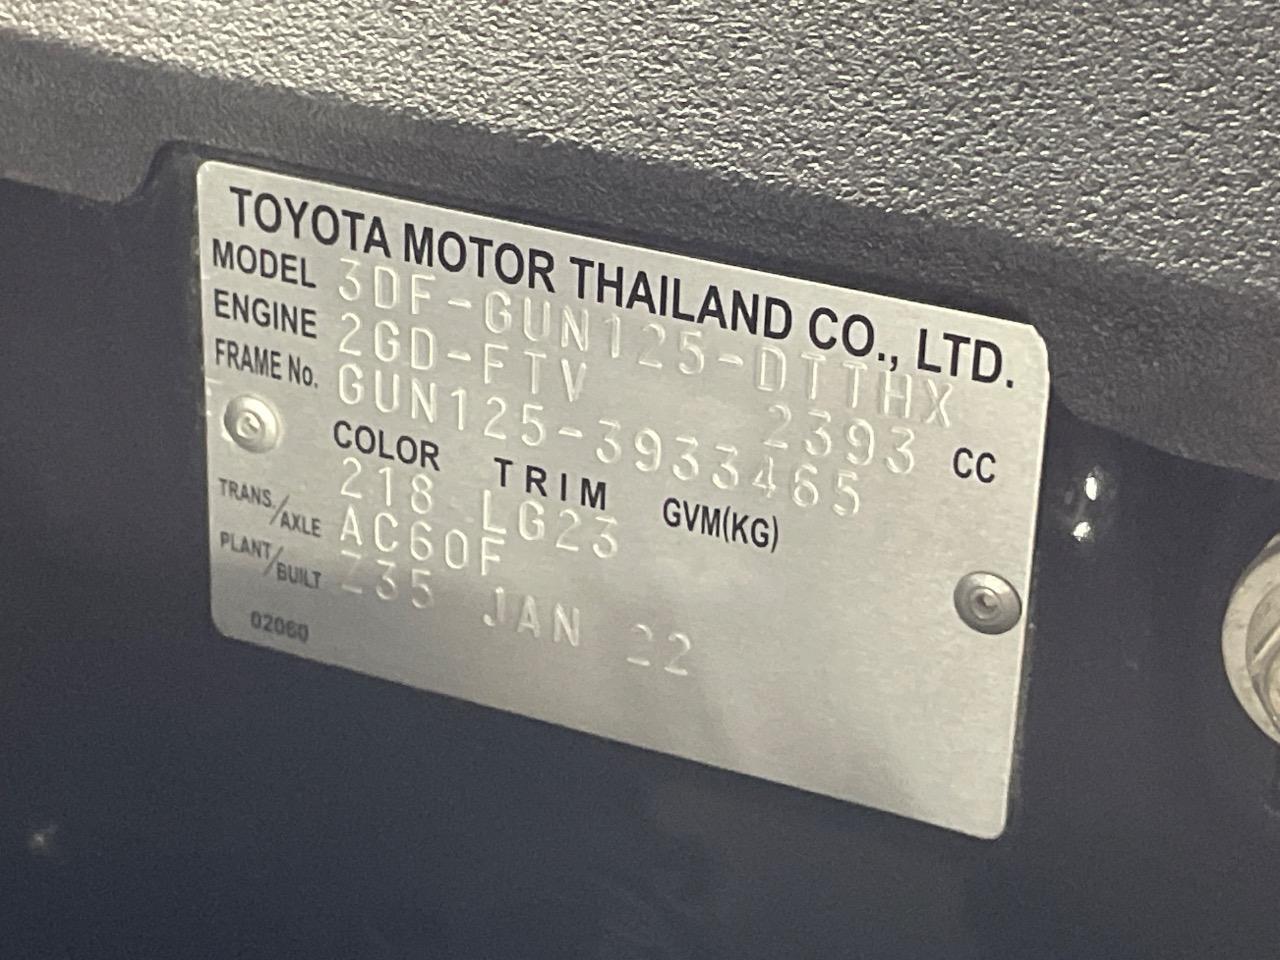 TOYOTA MOTOR THAILAND CO., LTD.
MODEL 3DF-GUN125-DTTHX
ENGINE 2GD-FTV 2393 CC
FRAME No. GUN125-3933465
COLOR TRIM GVM(KG)
218 LG23
TRANS./AXLE AC60F
PLANT/BUILT Z35 JAN 22
02060